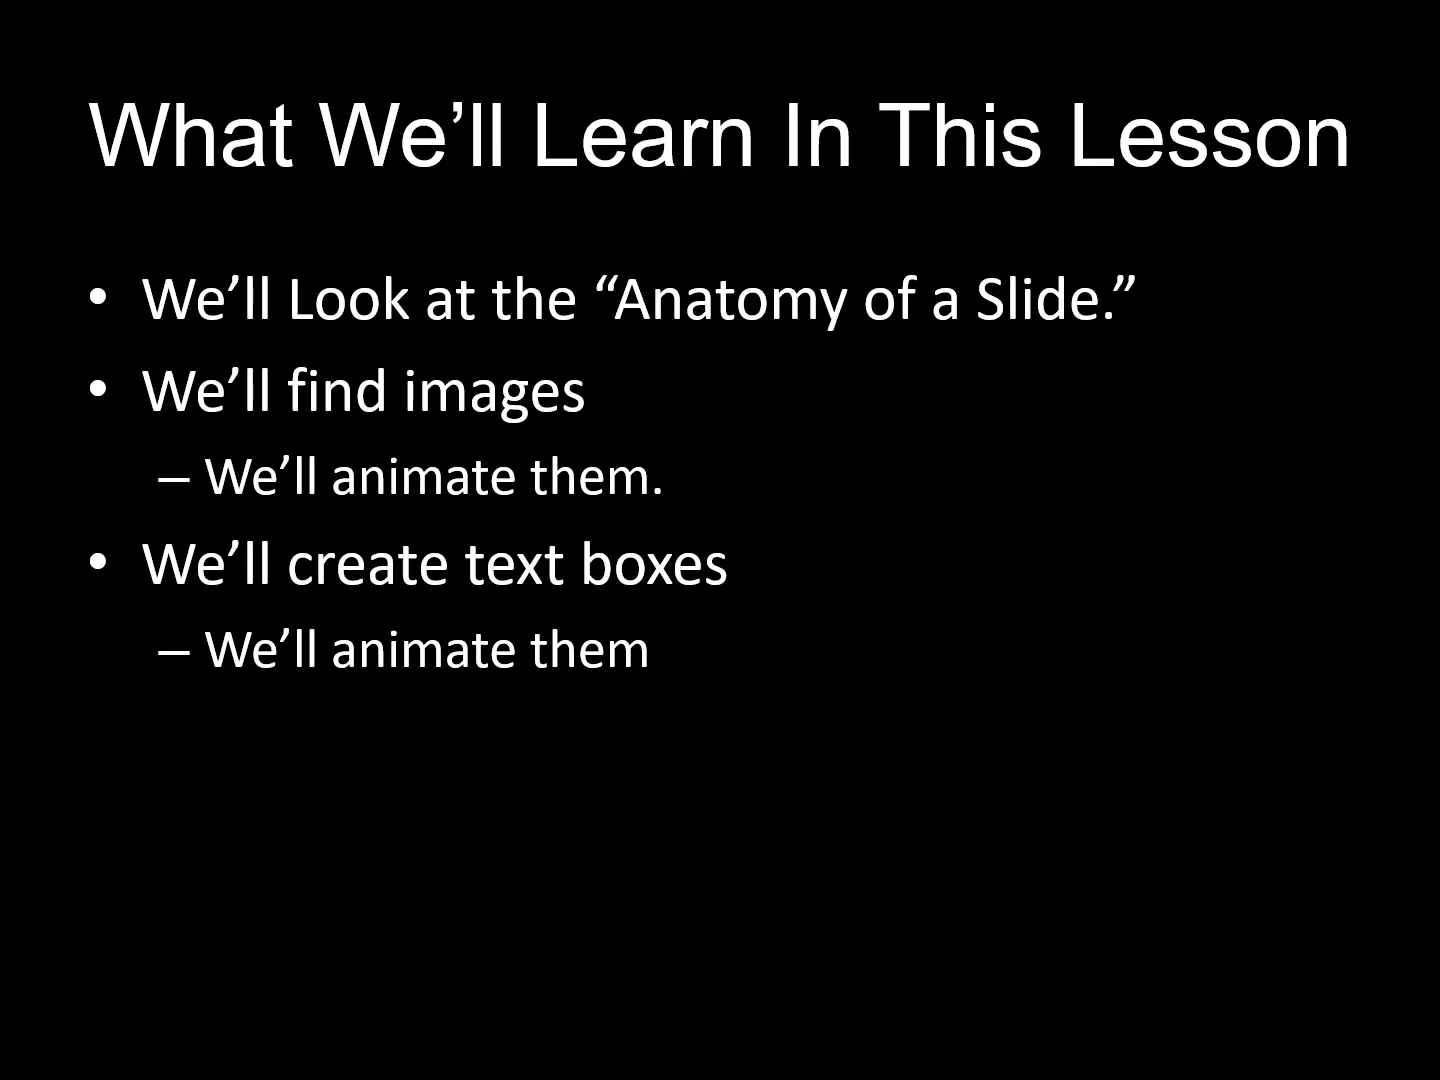 What We’ll Learn In This Lesson
• We’ll Look at the “Anatomy of a Slide.”
• We’ll find images
– We’ll animate them.
• We’ll create text boxes
– We’ll animate them